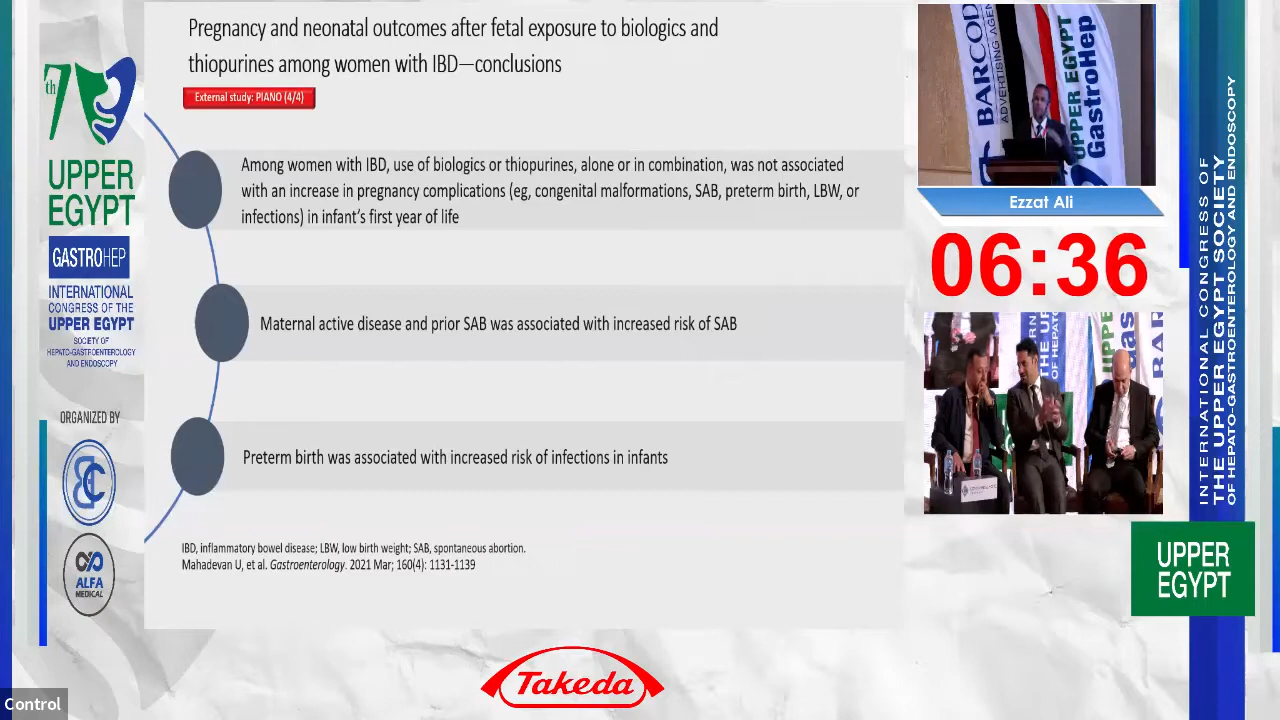 Pregnancy and neonatal outcomes after fetal exposure to biologics and
thiopurines among women with IBD—conclusions
External study: PIANO (4/4)
Among women with IBD, use of biologics or thiopurines, alone or in combination, was not associated
with an increase in pregnancy complications (eg, congenital malformations, SAB, preterm birth, LBW, or
infections) in infant's first year of life
Maternal active disease and prior SAB was associated with increased risk of SAB
Preterm birth was associated with increased risk of infections in infants
IBD, inflammatory bowel disease; LBW, low birth weight; SAB, spontaneous abortion.
Mahadevan U, et al. Gastroenterology. 2021 Mar; 160(4): 1131-1139
7th
UPPER
EGYPT
GASTROHEP
INTERNATIONAL
CONGRESS OF THE
UPPER EGYPT
SOCIETY OF
HEPATO-GASTROENTEROLOGY
AND ENDOSCOPY
ORGANIZED BY
ALFA
MEDICAL
Control
Takeda
BARCOD
ADVERTISING AGEN
UPPER EGYPT
GastroHep
Ezzat Ali
06:36
INTERNATIONAL CONGRESS OF
THE UPPER EGYPT SOCIETY
OF HEPATO-GASTROENTEROLOGY AND ENDOSCOPY
UPPER
EGYPT